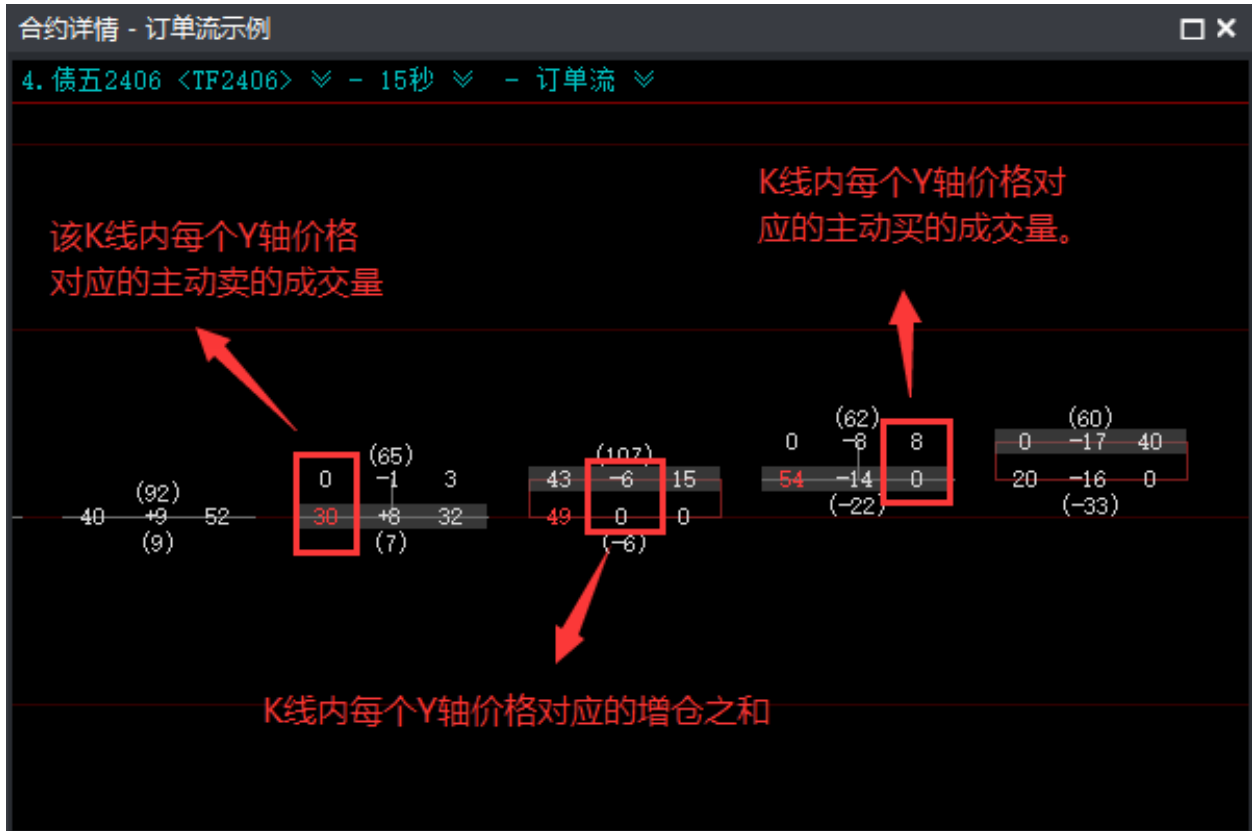 合约详情 - 订单流示例
4.债五2406 <TF2406> - 15秒 - 订单流
K线内每个Y轴价格对
应的主动买的成交量。
该K线内每个Y轴价格
对应的主动卖的成交量
(62) (60)
0 -8 8 0 -17 40
(65) (107)
0 -1 3 43 -6 15 54 -14 0 20 -16 0
(92) (-22) (-33)
40 +9 52 30 +8 32 49 0 0
(9) (7) (-6)
K线内每个Y轴价格对应的增仓之和